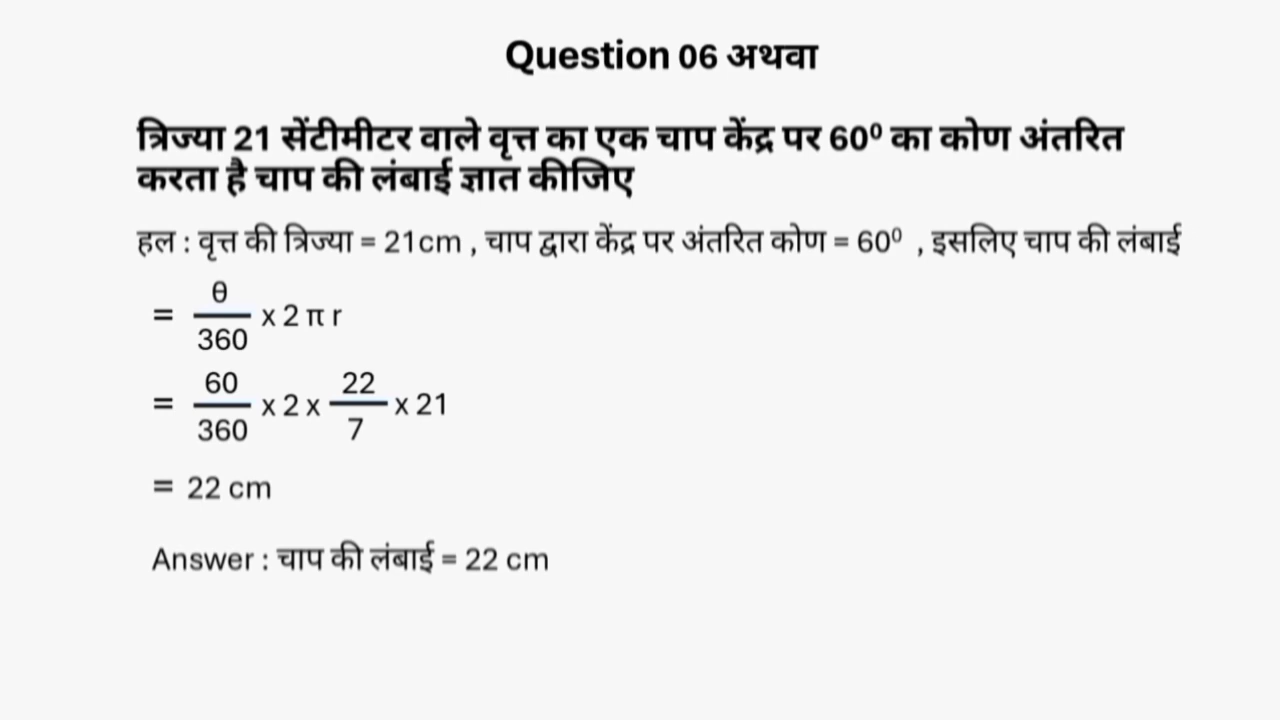 Question 06 अथवा
त्रिज्या 21 सेंटीमीटर वाले वृत्त का एक चाप केंद्र पर 60⁰ का कोण अंतरित
करता है चाप की लंबाई ज्ञात कीजिए
हल : वृत्त की त्रिज्या = 21cm , चाप द्वारा केंद्र पर अंतरित कोण = 60⁰ , इसलिए चाप की लंबाई
= θ/360 x 2 π r
= 60/360 x 2 x 22/7 x 21
= 22 cm
Answer : चाप की लंबाई = 22 cm